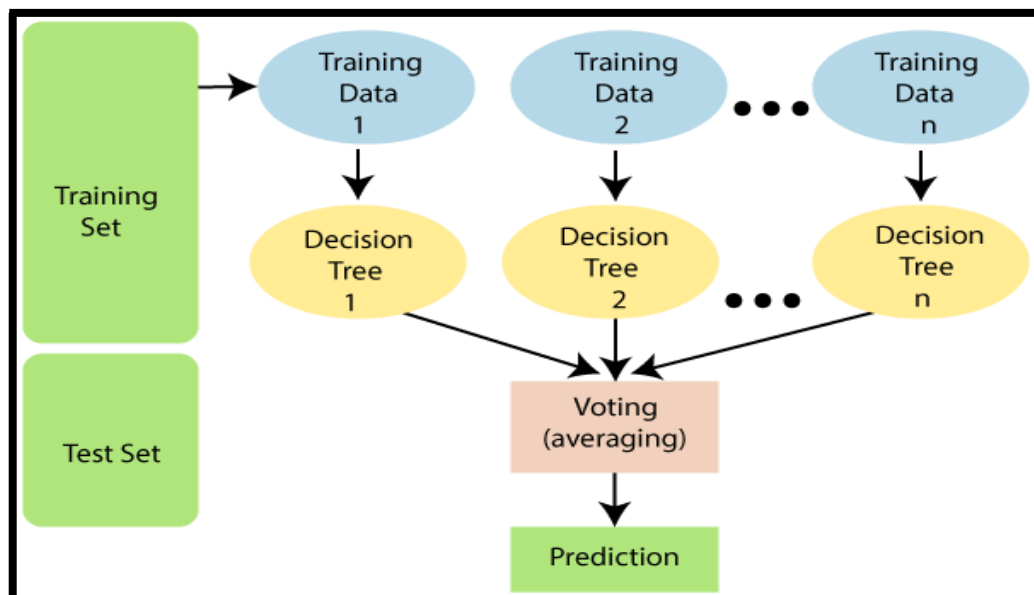 Training
Set
Test Set
Training
Data
1
Training
Data
2
Training
Data
n
Decision
Tree
1
Decision
Tree
2
Decision
Tree
n
Voting
(averaging)
Prediction